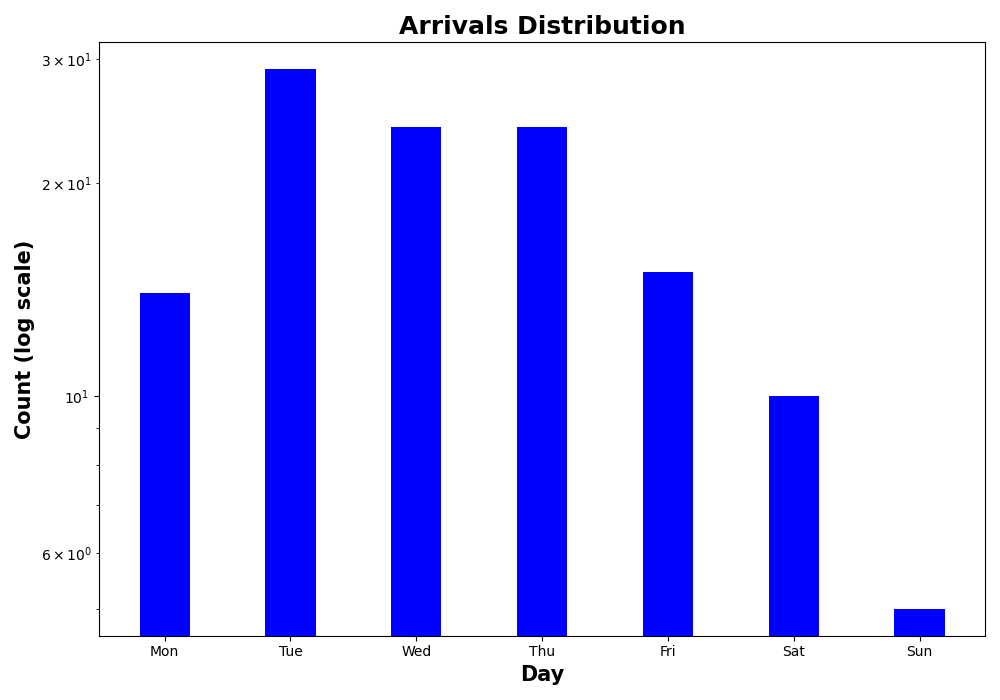 Arrivals Distribution
3 × 10¹
2 × 10¹
10¹
6 × 10⁰
Count (log scale)
Mon Tue Wed Thu Fri Sat Sun
Day